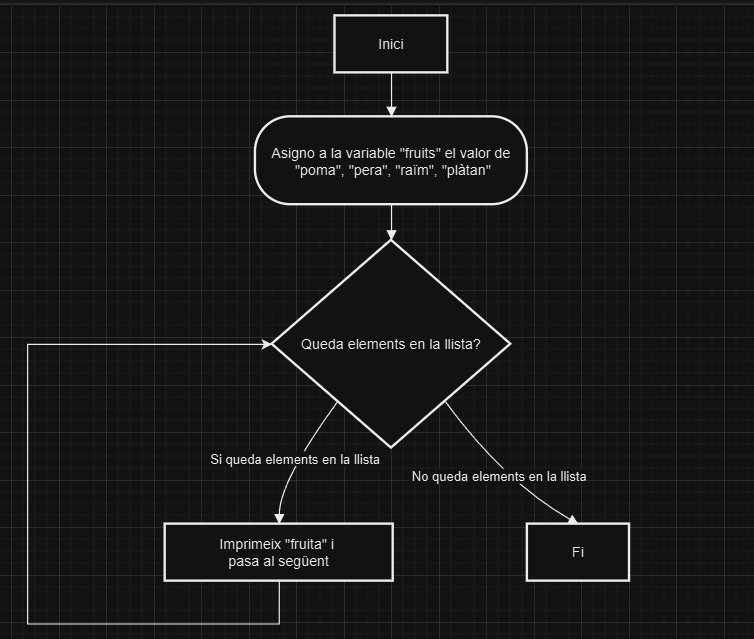 Inici
Asigno a la variable "fruits" el valor de
"poma", "pera", "raïm", "plàtan"
Queda elements en la llista?
Si queda elements en la llista
No queda elements en la llista
Imprimeix "fruita" i
pasa al següent
Fi